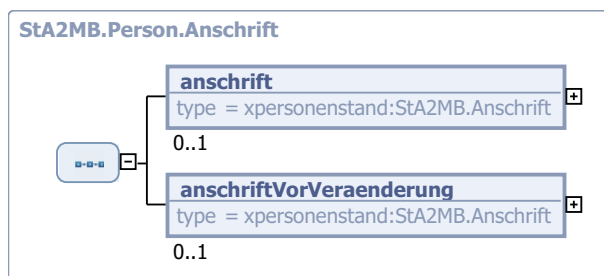 StA2MB.Person.Anschrift
anschrift
type = xpersonenstand:StA2MB.Anschrift
0..1
anschriftVorVeraenderung
type = xpersonenstand:StA2MB.Anschrift
0..1